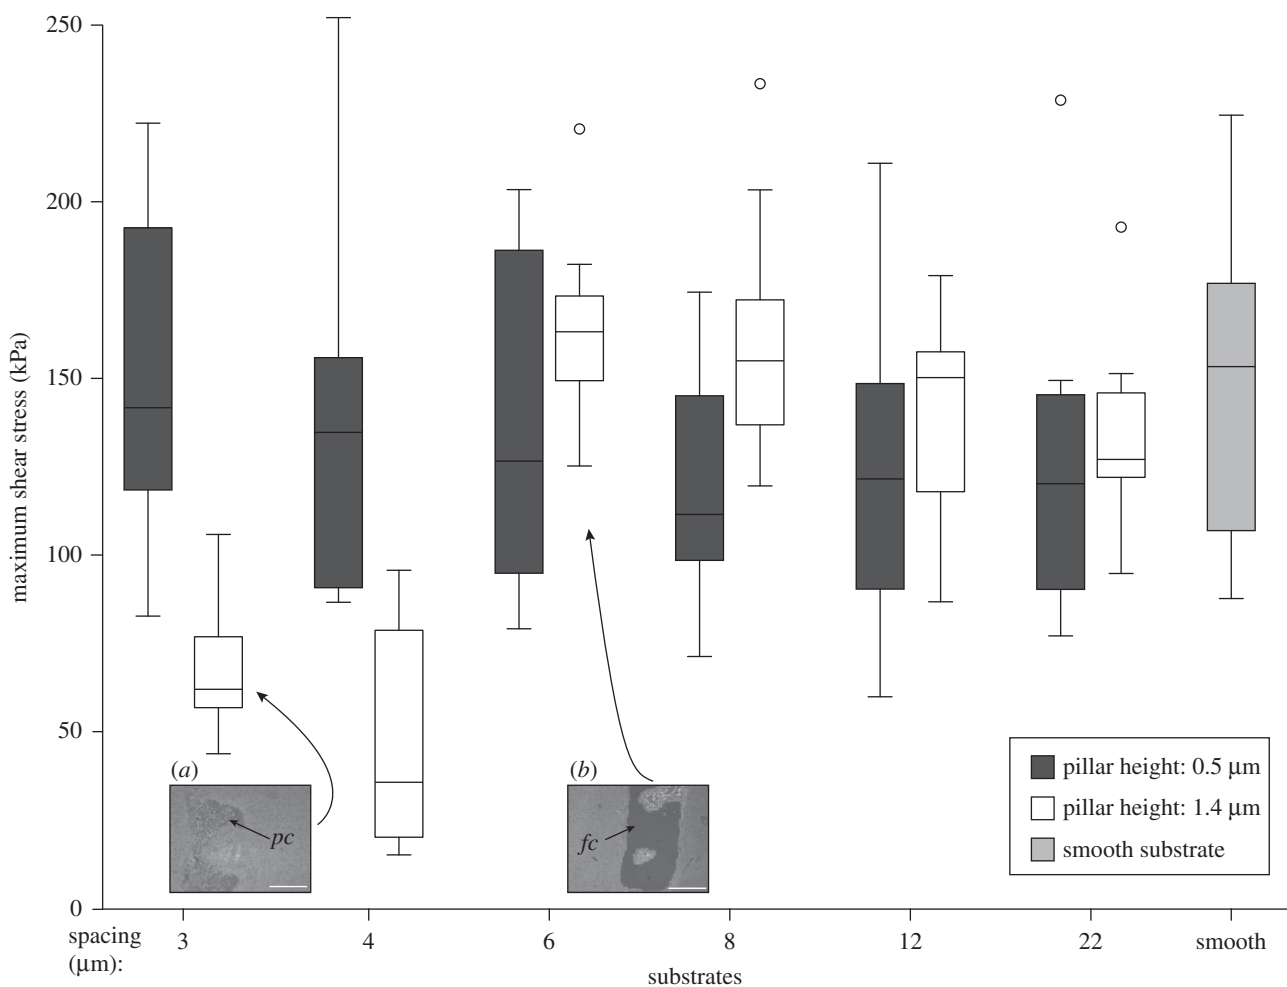 250
200
150
100
50
0
maximum shear stress (kPa)
(a)
pc
(b)
fc
pillar height: 0.5 µm
pillar height: 1.4 µm
smooth substrate
spacing (µm):
3 4 6 8 12 22 smooth
substrates